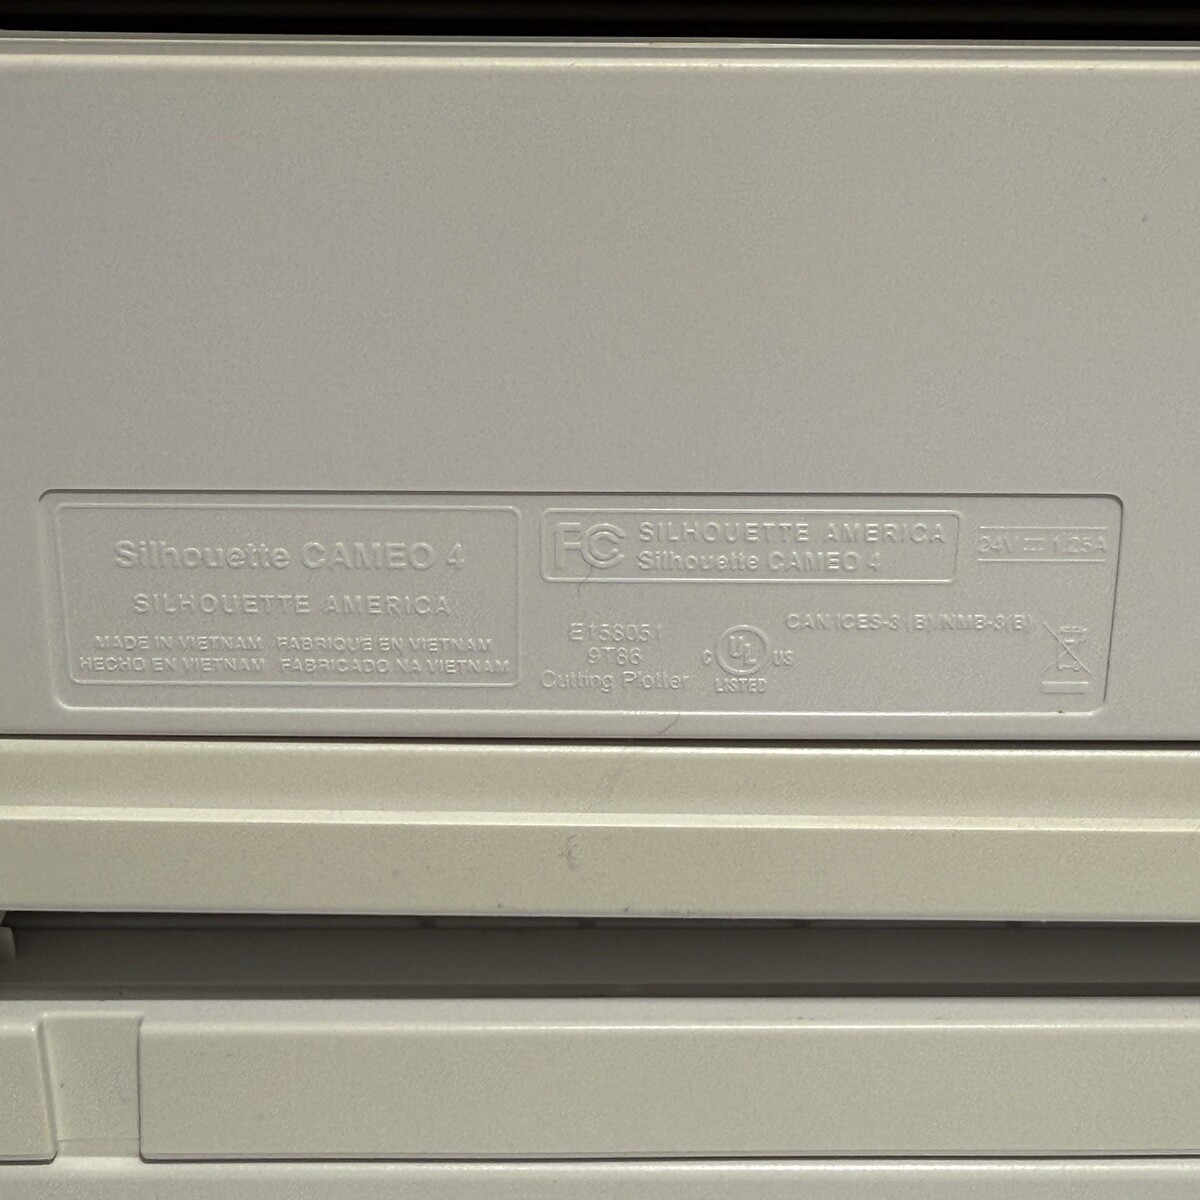 Silhouette CAMEO 4
SILHOUETTE AMERICA
MADE IN VIETNAM FABRIQUE EN VIETNAM
HECHO EN VIETNAM FABRICADO NA VIETNAM
FC SILHOUETTE AMERICA
Silhouette CAMEO 4
24V ⎓ 1.25A
E158051
9T86
Cutting Plotter
C UL US
LISTED
CAN ICES-3 (B)/NMB-3(B)